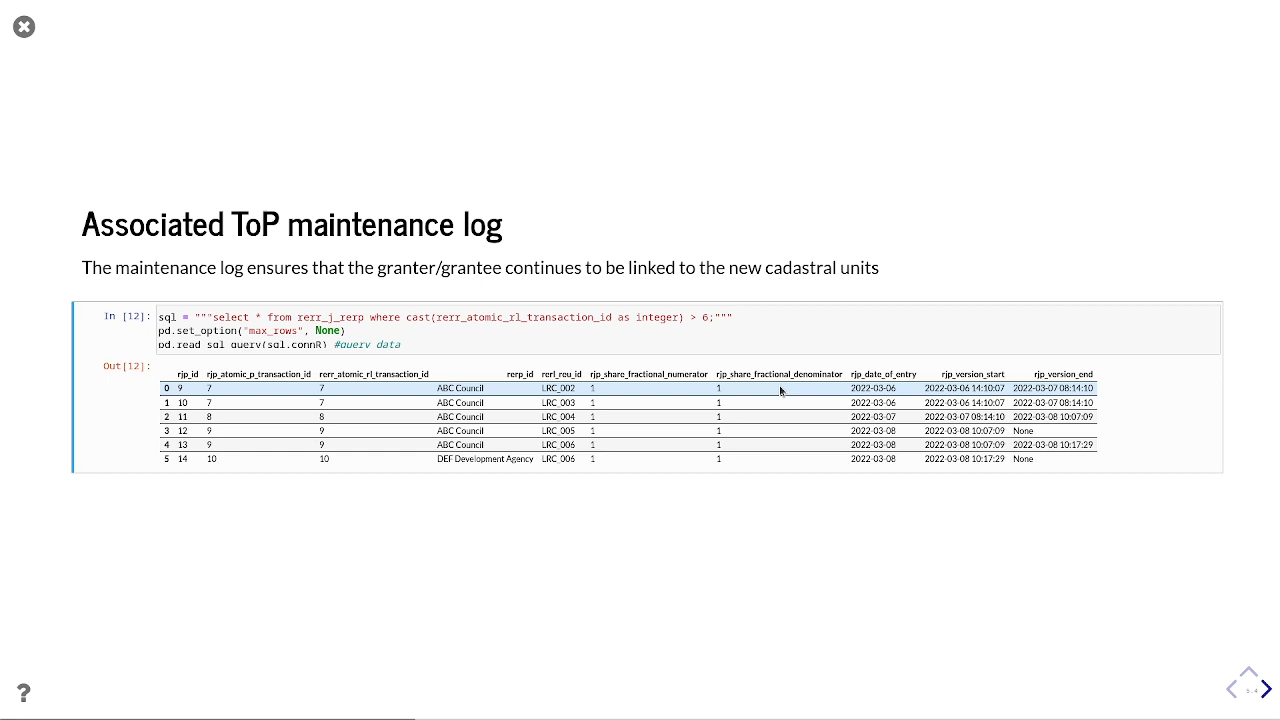 Associated ToP maintenance log
The maintenance log ensures that the granter/grantee continues to be linked to the new cadastral units
In [12]: sql = """select * from rerr_j_rerp where cast(rerr_atomic_rl_transaction_id as integer) > 6;"""
pd.set_option("max_rows", None)
pd.read_sql_query(sql,connR) #query data
Out[12]:
rjp_id rjp_atomic_p_transaction_id rerr_atomic_rl_transaction_id rerp_id rerl_reu_id rjp_share_fractional_numerator rjp_share_fractional_denominator rjp_date_of_entry rjp_version_start rjp_version_end
0 9 7 7 ABC Council LRC_002 1 1 2022-03-06 2022-03-06 14:10:07 2022-03-07 08:14:10
1 10 7 7 ABC Council LRC_003 1 1 2022-03-06 2022-03-06 14:10:07 2022-03-07 08:14:10
2 11 8 8 ABC Council LRC_004 1 1 2022-03-07 2022-03-07 08:14:10 2022-03-08 10:07:09
3 12 9 9 ABC Council LRC_005 1 1 2022-03-08 2022-03-08 10:07:09 None
4 13 9 9 ABC Council LRC_006 1 1 2022-03-08 2022-03-08 10:07:09 2022-03-08 10:17:29
5 14 10 10 DEF Development Agency LRC_006 1 1 2022-03-08 2022-03-08 10:17:29 None
?
5.4